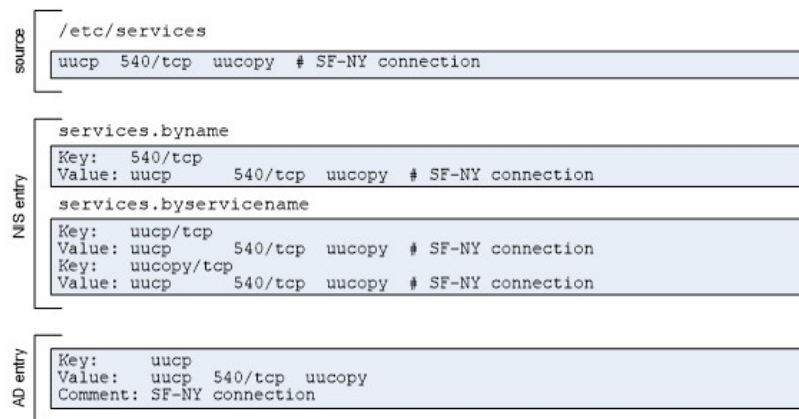 source
/etc/services
uucp 540/tcp uucopy # SF-NY connection
NIS entry
services.byname
Key: 540/tcp
Value: uucp 540/tcp uucopy # SF-NY connection
services.byservicename
Key: uucp/tcp
Value: uucp 540/tcp uucopy # SF-NY connection
Key: uucopy/tcp
Value: uucp 540/tcp uucopy # SF-NY connection
AD entry
Key: uucp
Value: uucp 540/tcp uucopy
Comment: SF-NY connection